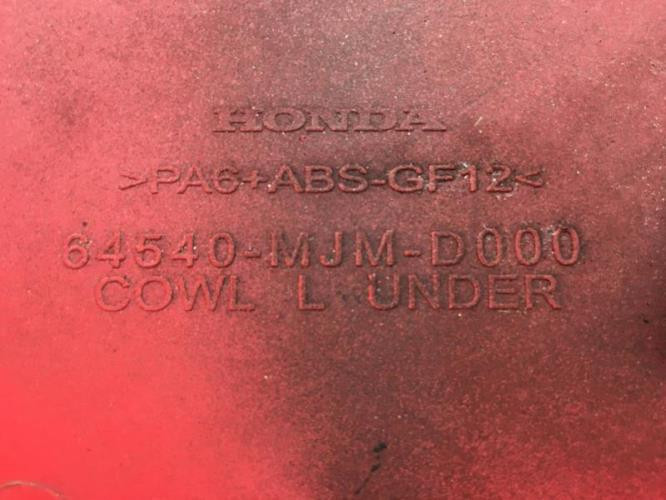 HONDA
>PA6+ABS-GF12<
64540-MJM-D000
COWL L UNDER